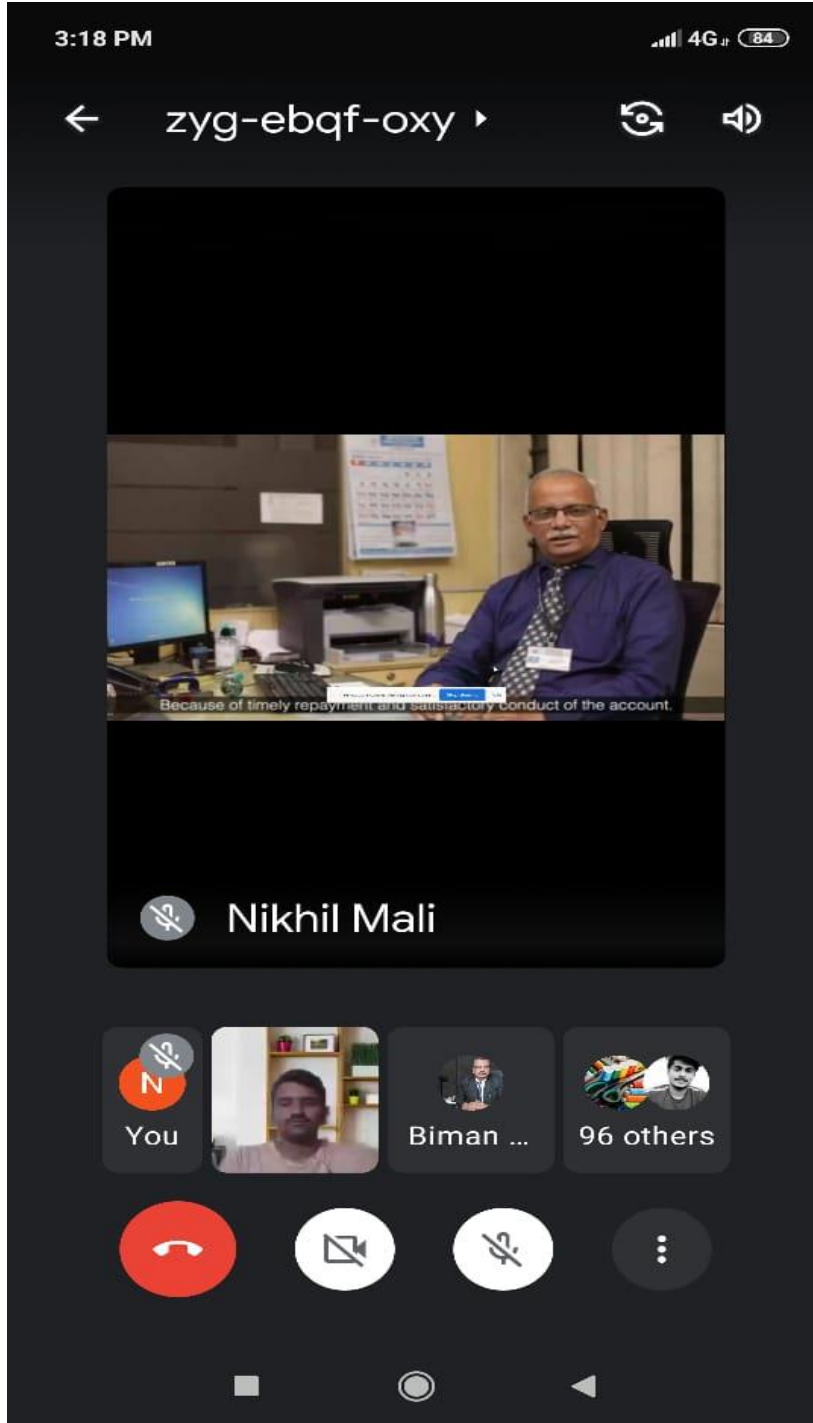 3:18 PM 4G 84
zyg-ebqf-oxy
Because of timely repayment and satisfactory conduct of the account.
Nikhil Mali
N
You
Biman ...
96 others